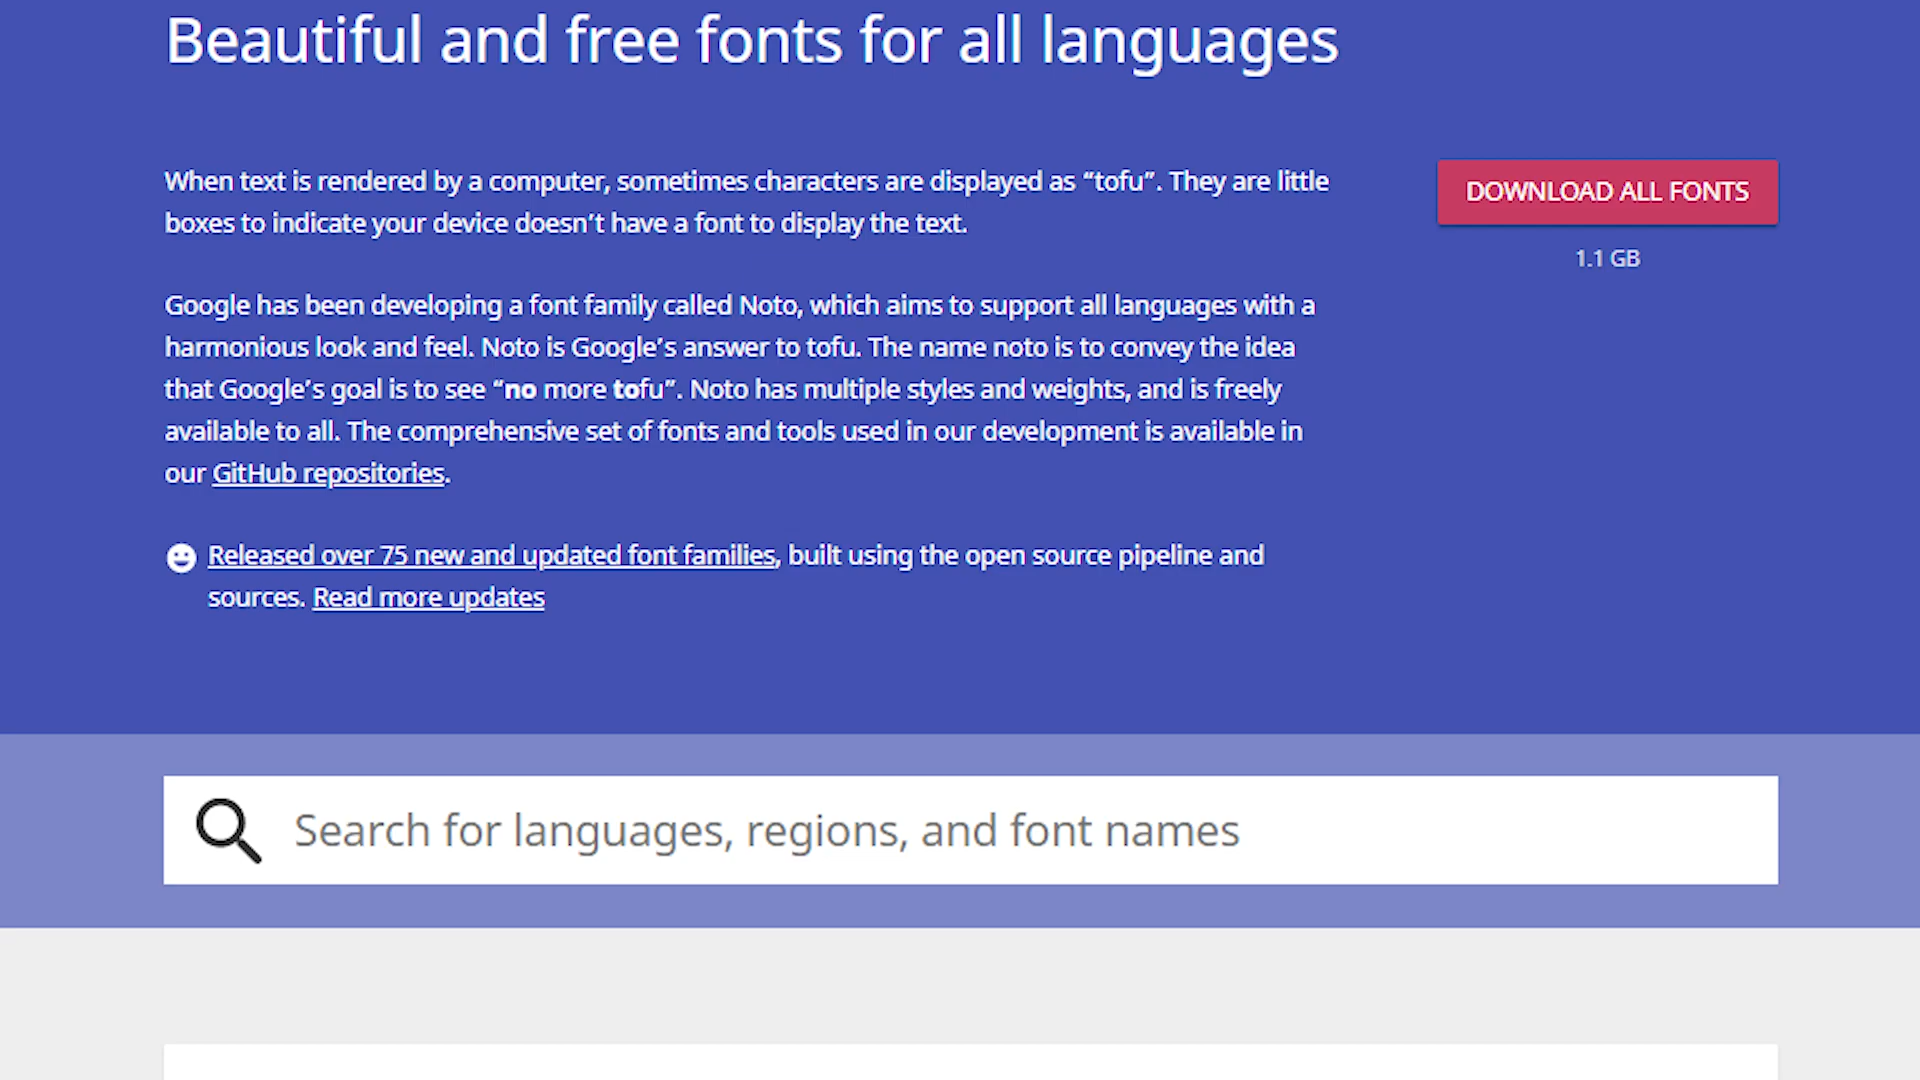 Beautiful and free fonts for all languages
When text is rendered by a computer, sometimes characters are displayed as “tofu”. They are little
boxes to indicate your device doesn’t have a font to display the text.
DOWNLOAD ALL FONTS
1.1 GB
Google has been developing a font family called Noto, which aims to support all languages with a
harmonious look and feel. Noto is Google’s answer to tofu. The name noto is to convey the idea
that Google’s goal is to see “no more tofu”. Noto has multiple styles and weights, and is freely
available to all. The comprehensive set of fonts and tools used in our development is available in
our GitHub repositories.
Released over 75 new and updated font families, built using the open source pipeline and
sources. Read more updates
Search for languages, regions, and font names